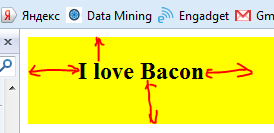 Яндекс Data Mining Engadget Gm
I love Bacon